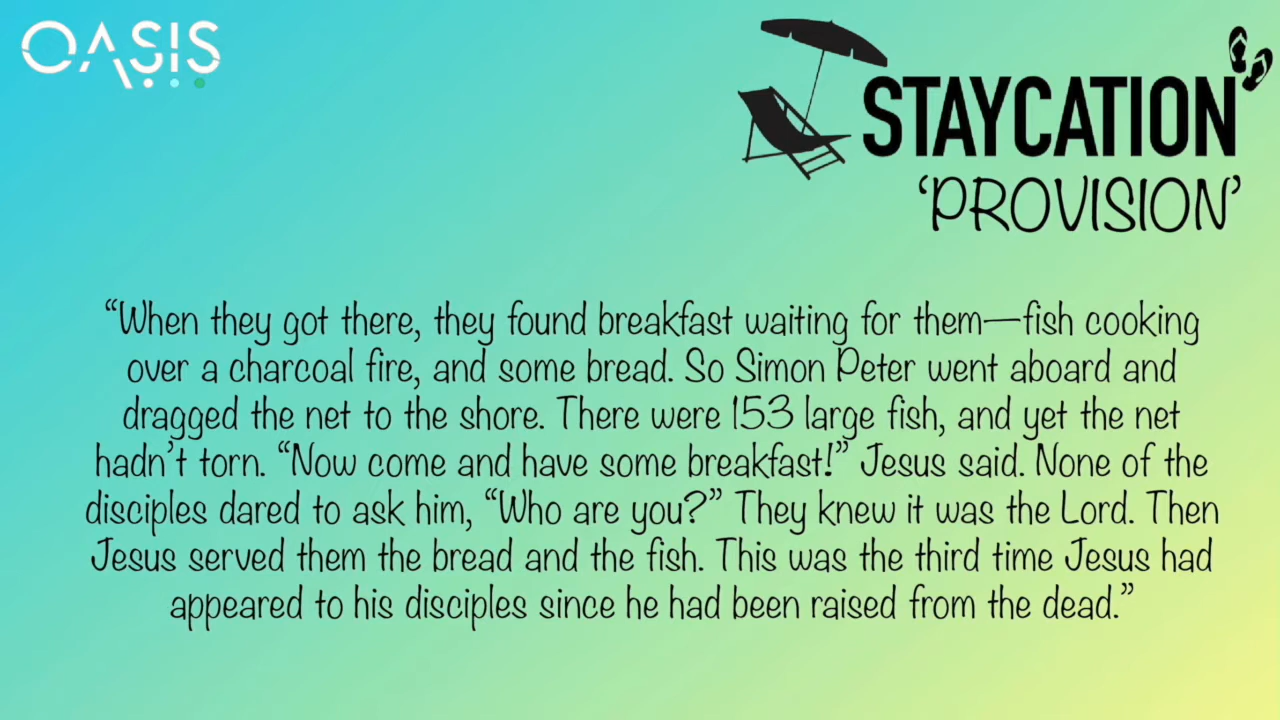 OASIS
STAYCATION
‘PROVISION’
“When they got there, they found breakfast waiting for them—fish cooking
over a charcoal fire, and some bread. So Simon Peter went aboard and
dragged the net to the shore. There were 153 large fish, and yet the net
hadn’t torn. “Now come and have some breakfast!” Jesus said. None of the
disciples dared to ask him, “Who are you?” They knew it was the Lord. Then
Jesus served them the bread and the fish. This was the third time Jesus had
appeared to his disciples since he had been raised from the dead.”